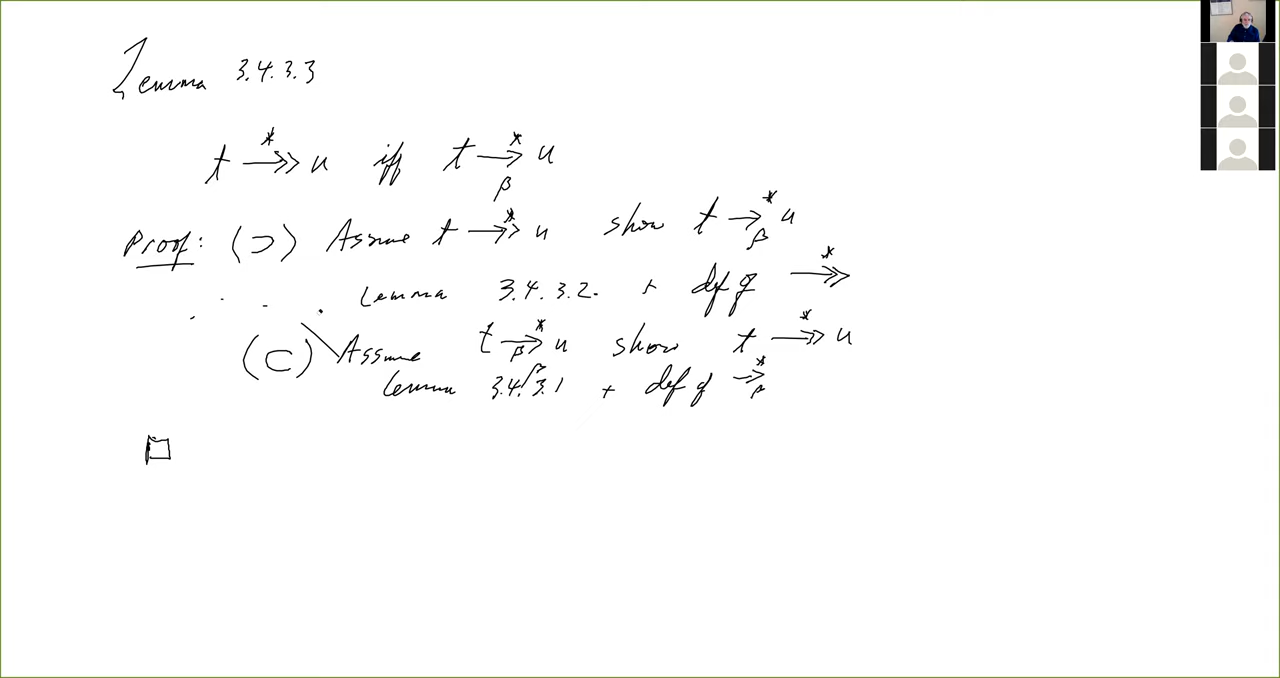 Lemma 3.4.3.3
t ↠* u iff t →*β u
Proof: (⊃) Assume t ↠* u show t →*β u
Lemma 3.4.3.2. + def of ↠*
(⊂) Assume t →*β u show t ↠* u
Lemma 3.4.3.1 + def of →*β
□